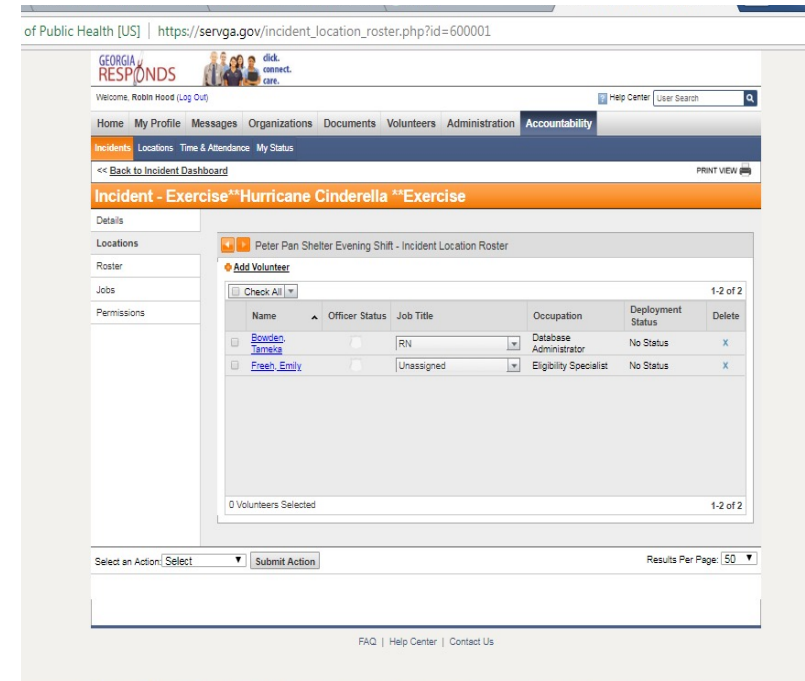 of Public Health [US] | https://servga.gov/incident_location_roster.php?id=600001
GEORGIA
RESPONDS
click.
connect.
care.
Welcome, Robin Hood (Log Out)
? Help Center User Search
Home My Profile Messages Organizations Documents Volunteers Administration Accountability
Incidents Locations Time & Attendance My Status
<< Back to Incident Dashboard
PRINT VIEW
Incident - Exercise**Hurricane Cinderella **Exercise
Details
Locations
Roster
Jobs
Permissions
Peter Pan Shelter Evening Shift - Incident Location Roster
Add Volunteer
Check All
1-2 of 2
Name Officer Status Job Title Occupation Deployment Status Delete
Bowden, Tameka RN Database Administrator No Status X
Freeh, Emily Unassigned Eligibility Specialist No Status X
0 Volunteers Selected
1-2 of 2
Select an Action: Select Submit Action
Results Per Page: 50
FAQ | Help Center | Contact Us